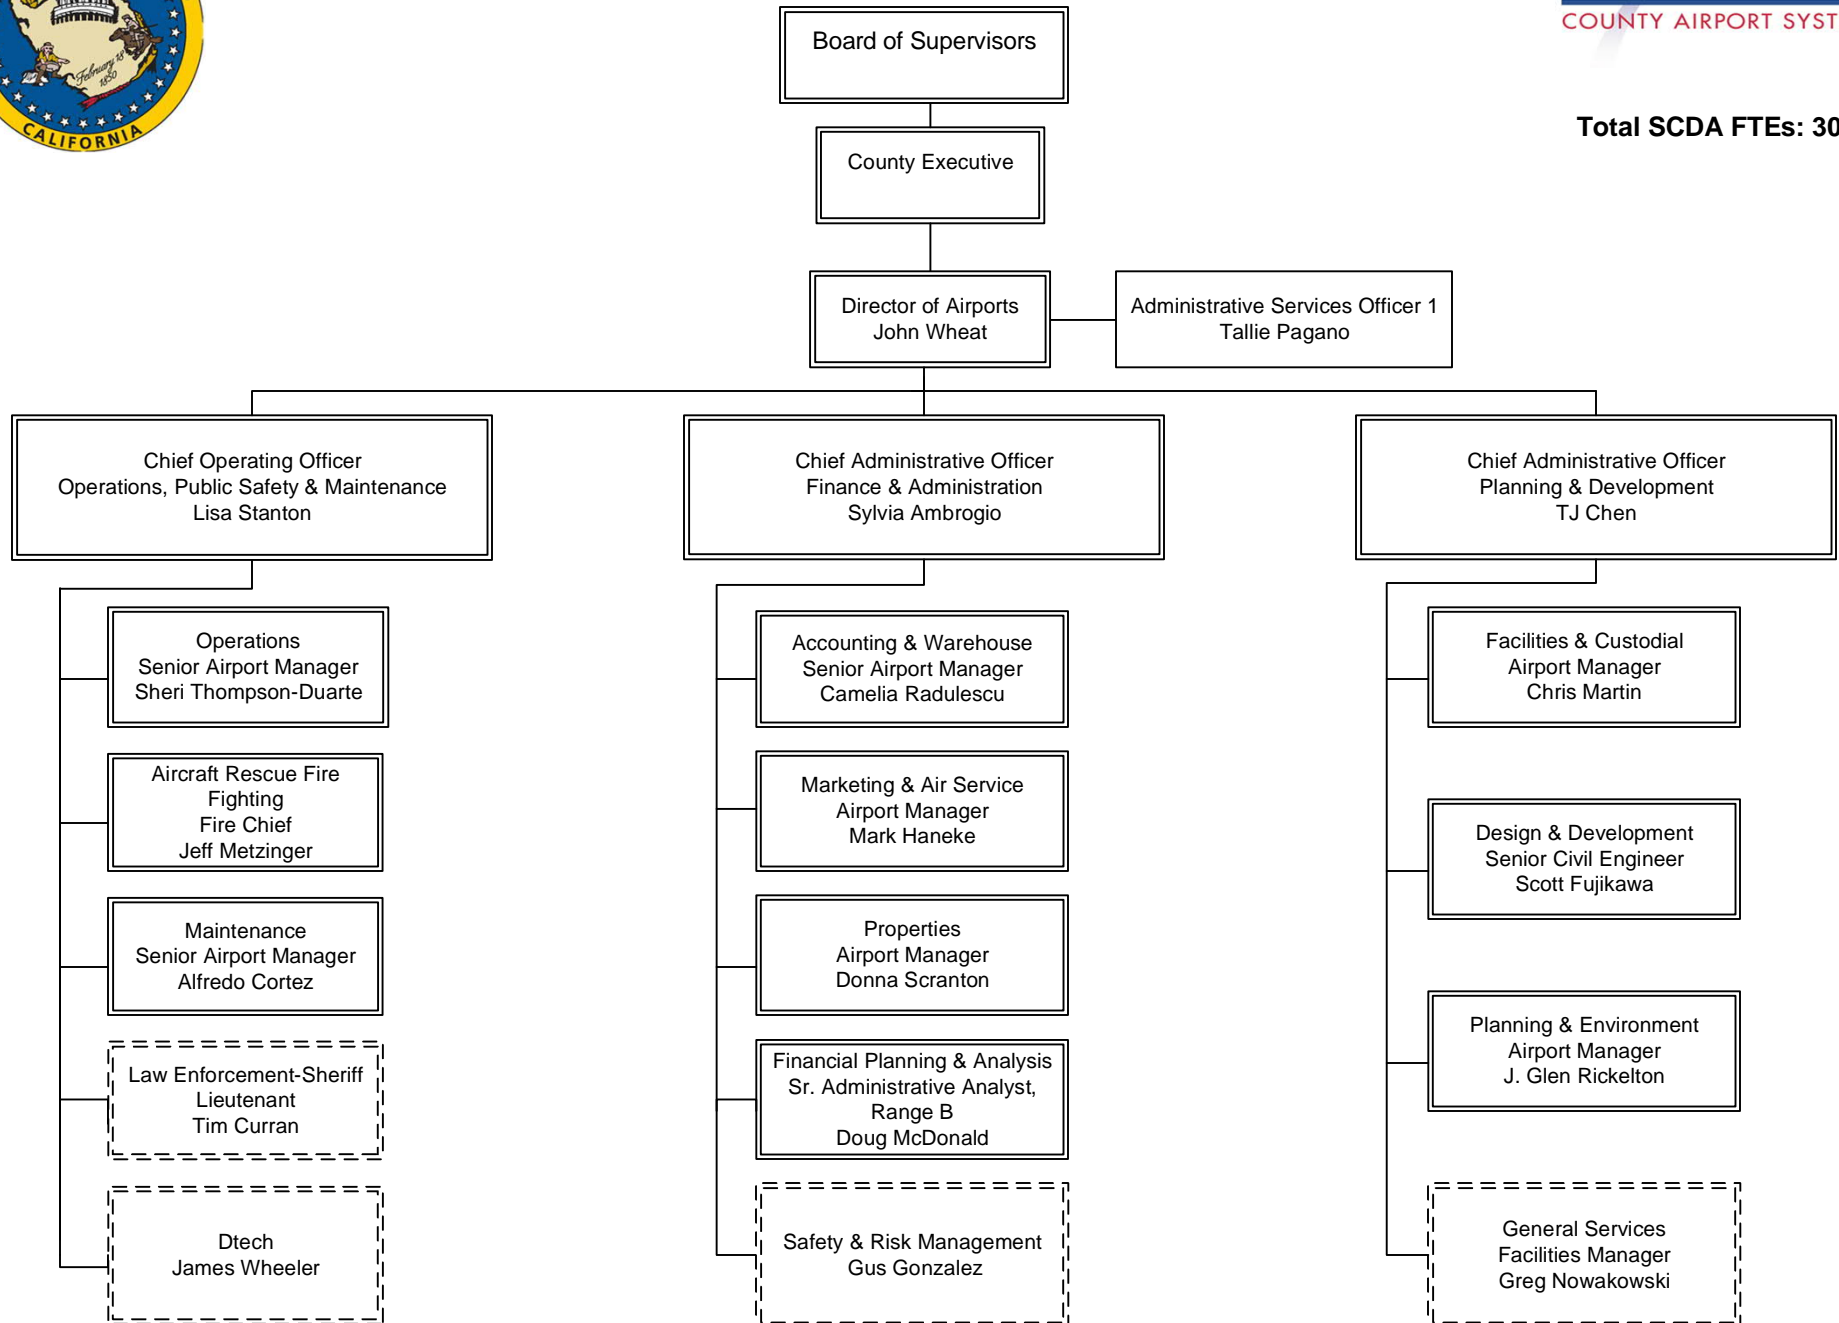 February 18
1850
CALIFORNIA
COUNTY AIRPORT SYST
Total SCDA FTEs: 30
Board of Supervisors
County Executive
Director of Airports
John Wheat
Administrative Services Officer 1
Tallie Pagano
Chief Operating Officer
Operations, Public Safety & Maintenance
Lisa Stanton
Chief Administrative Officer
Finance & Administration
Sylvia Ambrogio
Chief Administrative Officer
Planning & Development
TJ Chen
Operations
Senior Airport Manager
Sheri Thompson-Duarte
Aircraft Rescue Fire
Fighting
Fire Chief
Jeff Metzinger
Maintenance
Senior Airport Manager
Alfredo Cortez
Law Enforcement-Sheriff
Lieutenant
Tim Curran
Dtech
James Wheeler
Accounting & Warehouse
Senior Airport Manager
Camelia Radulescu
Marketing & Air Service
Airport Manager
Mark Haneke
Properties
Airport Manager
Donna Scranton
Financial Planning & Analysis
Sr. Administrative Analyst,
Range B
Doug McDonald
Safety & Risk Management
Gus Gonzalez
Facilities & Custodial
Airport Manager
Chris Martin
Design & Development
Senior Civil Engineer
Scott Fujikawa
Planning & Environment
Airport Manager
J. Glen Rickelton
General Services
Facilities Manager
Greg Nowakowski